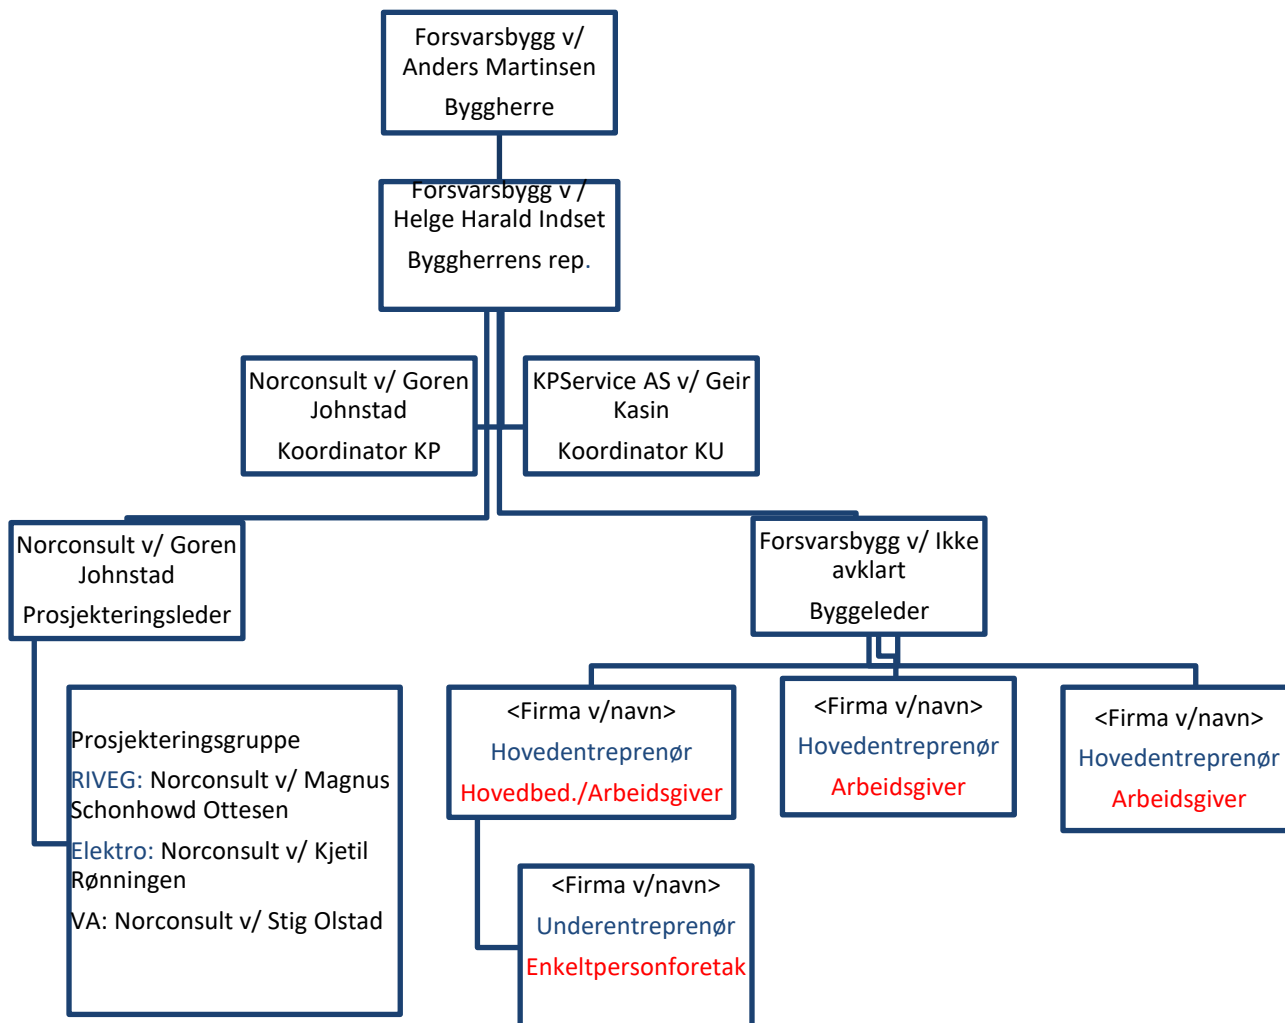 Forsvarsbygg v/
Anders Martinsen
Byggherre
Forsvarsbygg v /
Helge Harald Indset
Byggherrens rep.
Norconsult v/ Goren
Johnstad
Koordinator KP
KPService AS v/ Geir
Kasin
Koordinator KU
Norconsult v/ Goren
Johnstad
Prosjekteringsleder
Forsvarsbygg v/ Ikke
avklart
Byggeleder
Prosjekteringsgruppe
RIVEG: Norconsult v/ Magnus
Schonhowd Ottesen
Elektro: Norconsult v/ Kjetil
Rønningen
VA: Norconsult v/ Stig Olstad
<Firma v/navn>
Hovedentreprenør
Hovedbed./Arbeidsgiver
<Firma v/navn>
Hovedentreprenør
Arbeidsgiver
<Firma v/navn>
Hovedentreprenør
Arbeidsgiver
<Firma v/navn>
Underentreprenør
Enkeltpersonforetak